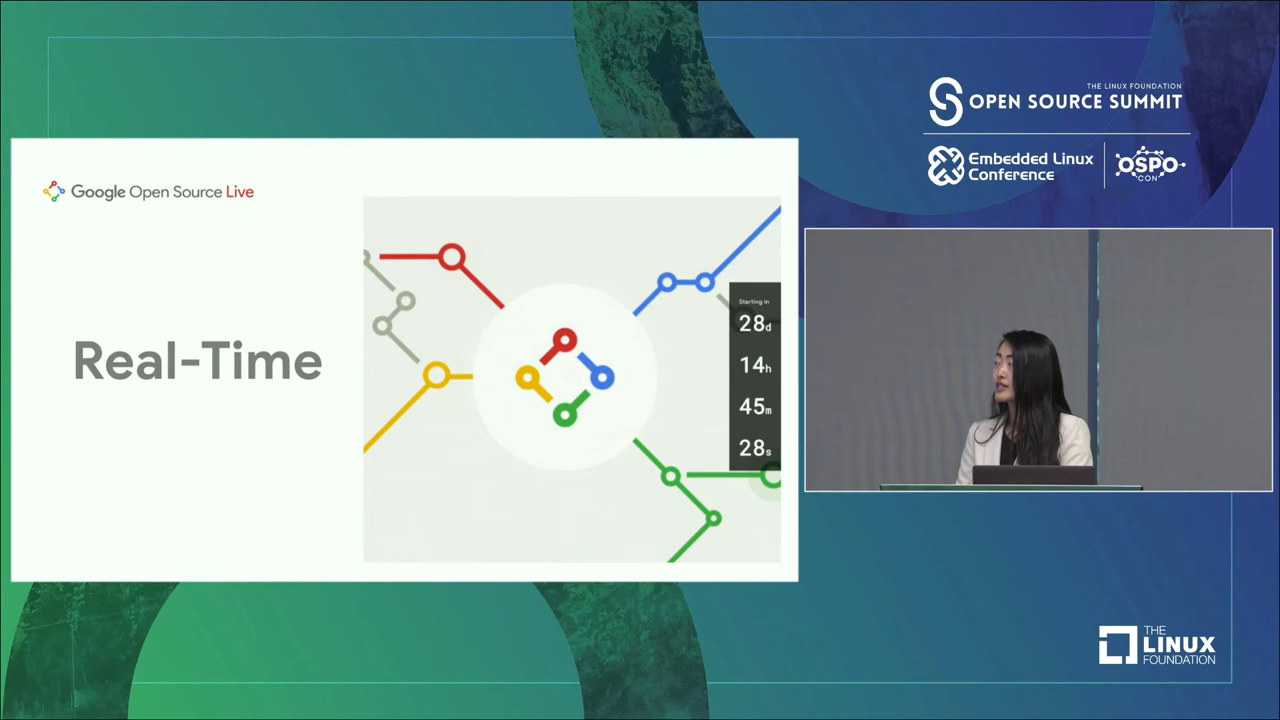 THE LINUX FOUNDATION
OPEN SOURCE SUMMIT
Embedded Linux
Conference
OSPO
CON
Google Open Source Live
Real-Time
Starting in
28d
14h
45m
28s
THE
LINUX
FOUNDATION